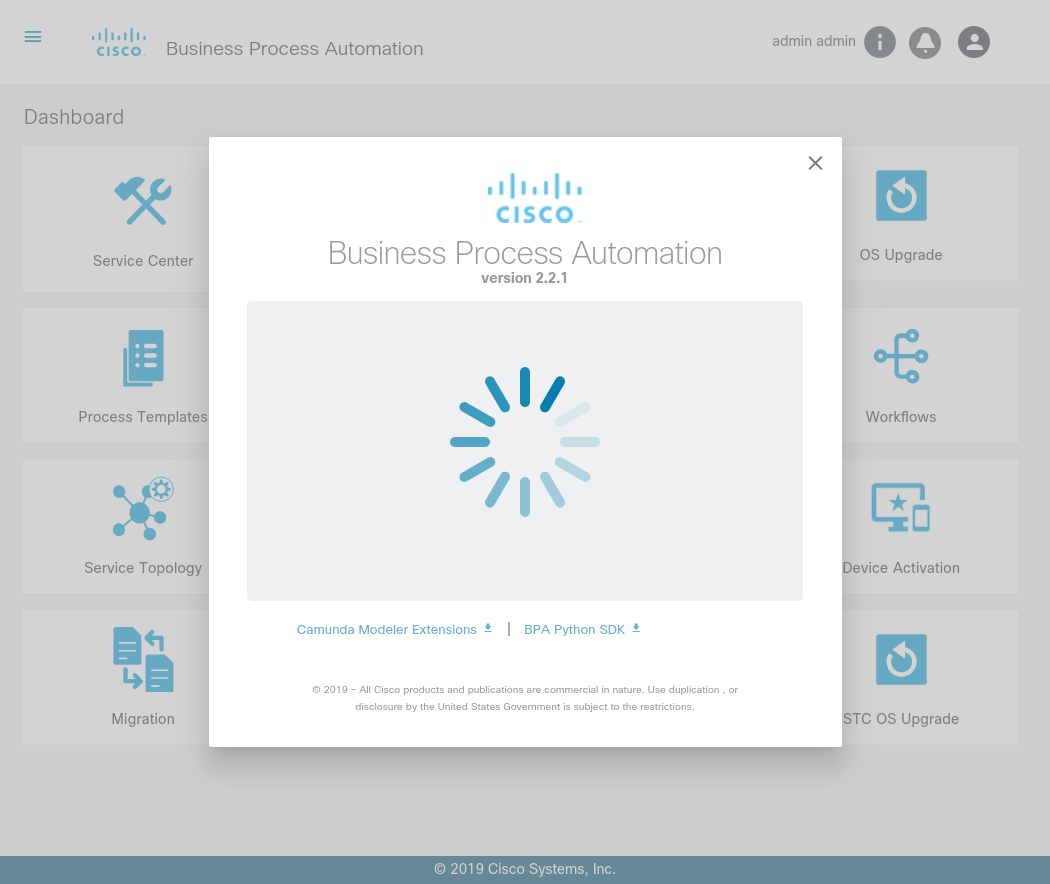 CISCO
Business Process Automation
admin admin
Dashboard
Service Center
OS Upgrade
Process Templates
Workflows
Service Topology
Device Activation
Migration
STC OS Upgrade
CISCO
Business Process Automation
version 2.2.1
Camunda Modeler Extensions | BPA Python SDK
© 2019 - All Cisco products and publications are commercial in nature. Use duplication , or
disclosure by the United States Government is subject to the restrictions.
© 2019 Cisco Systems, Inc.